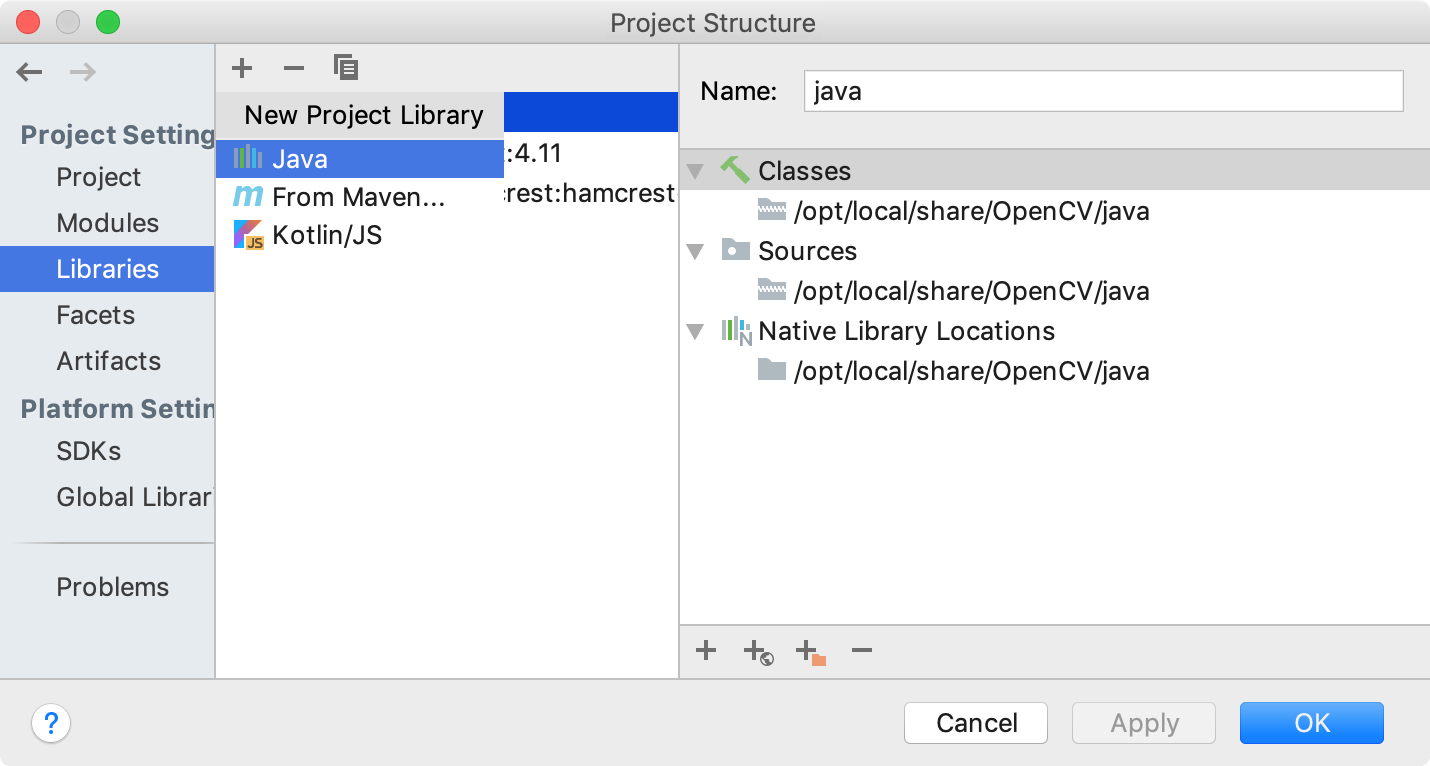 Project Structure
Project Setting
Project
Modules
Libraries
Facets
Artifacts
Platform Settin
SDKs
Global Librari
Problems
New Project Library
Java
From Maven...
Kotlin/JS
:4.11
crest:hamcrest
Name: java
Classes
/opt/local/share/OpenCV/java
Sources
/opt/local/share/OpenCV/java
Native Library Locations
/opt/local/share/OpenCV/java
?
Cancel
Apply
OK